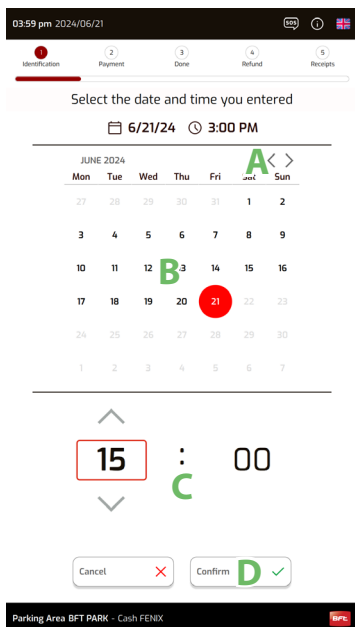 03:59 pm 2024/06/21 SOS i
1 2 3 4 5
Identification Payment Done Refund Receipts
Select the date and time you entered
6/21/24 3:00 PM
JUNE 2024 A < >
Mon Tue Wed Thu Fri Sat Sun
27 28 29 30 31 1 2
3 4 5 6 7 8 9
10 11 12 B 13 14 15 16
17 18 19 20 21 22 23
24 25 26 27 28 29 30
1 2 3 4 5 6 7
15 : 00
C
Cancel Confirm D
Parking Area BFT PARK - Cash FENIX BFT